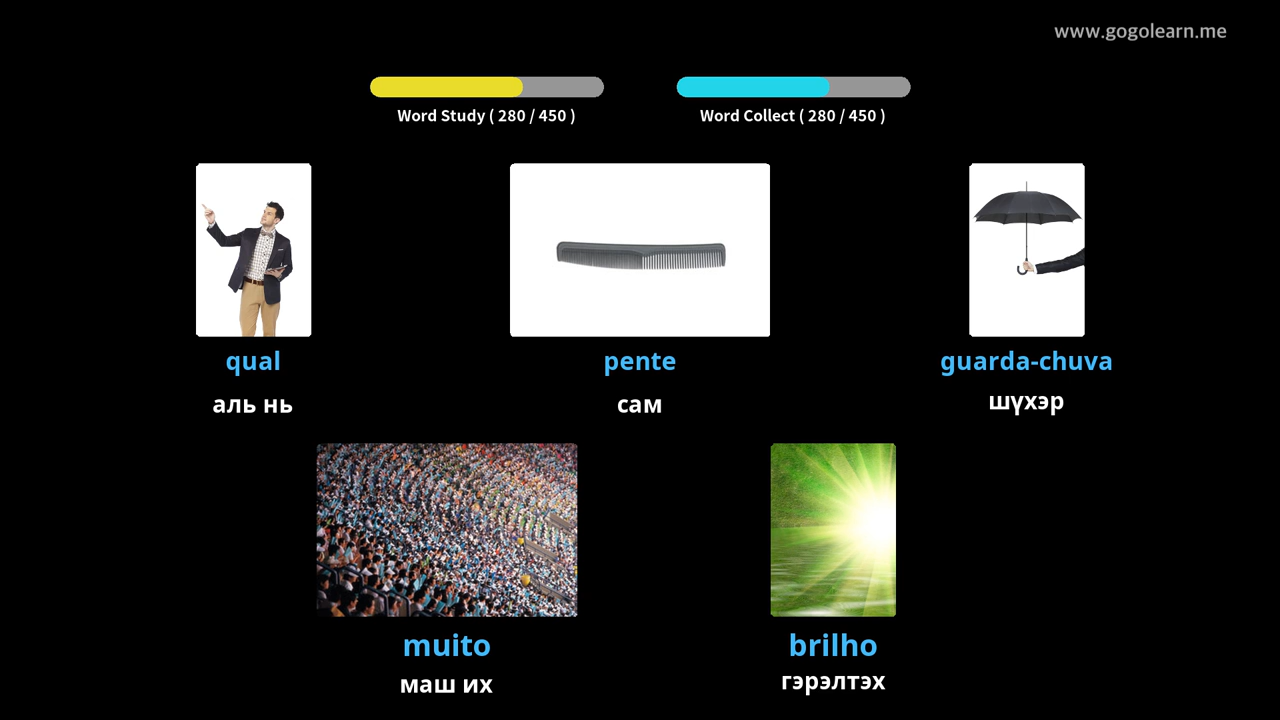 www.gogolearn.me
Word Study ( 280 / 450 )
Word Collect ( 280 / 450 )
qual
pente
guarda-chuva
аль нь
сам
шүхэр
muito
brilho
маш их
гэрэлтэх